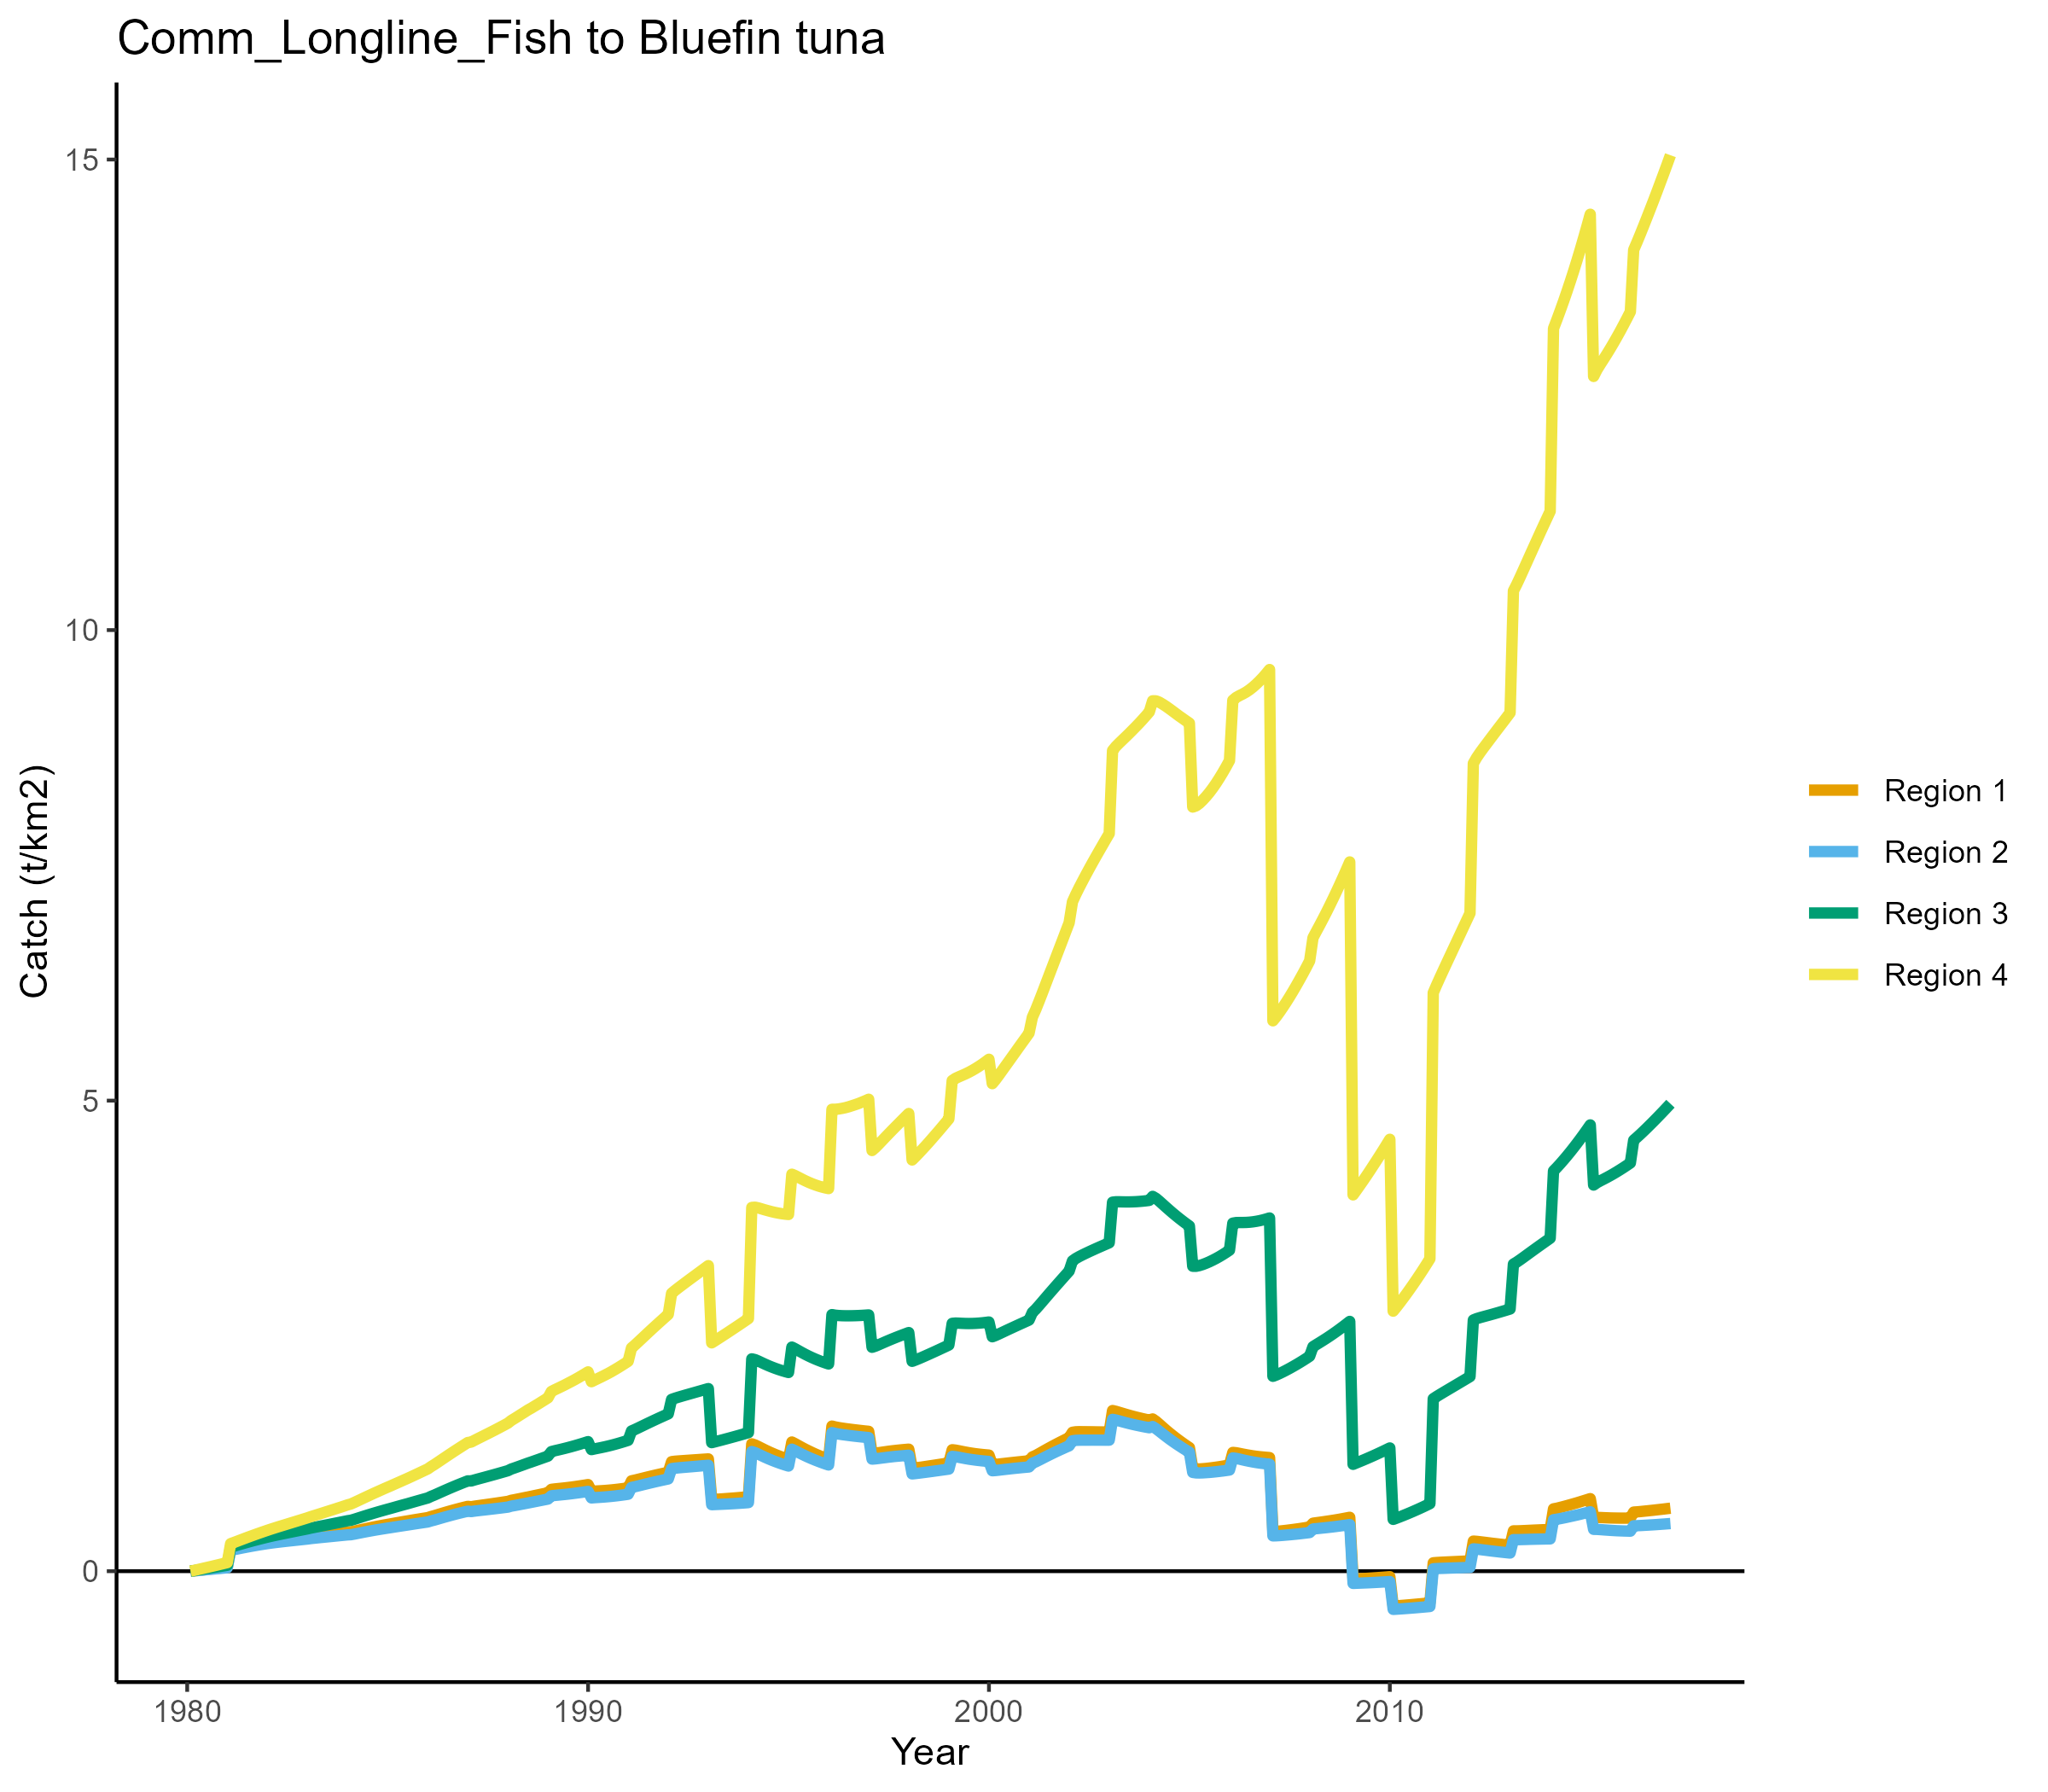 Comm_Longline_Fish to Bluefin tuna
15
10
5
0
Catch (t/km2)
1980
1990
2000
2010
Year
Region 1
Region 2
Region 3
Region 4